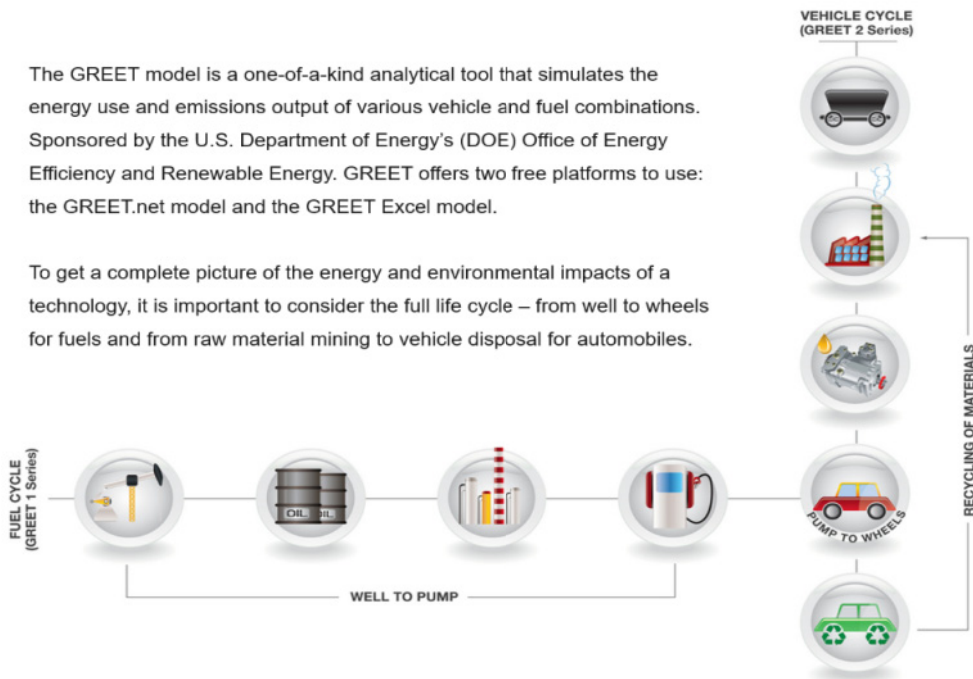 VEHICLE CYCLE
(GREET 2 Series)
The GREET model is a one-of-a-kind analytical tool that simulates the
energy use and emissions output of various vehicle and fuel combinations.
Sponsored by the U.S. Department of Energy’s (DOE) Office of Energy
Efficiency and Renewable Energy. GREET offers two free platforms to use:
the GREET.net model and the GREET Excel model.
To get a complete picture of the energy and environmental impacts of a
technology, it is important to consider the full life cycle – from well to wheels
for fuels and from raw material mining to vehicle disposal for automobiles.
RECYCLING OF MATERIALS
FUEL CYCLE
(GREET 1 Series)
OIL
OIL
PUMP TO WHEELS
WELL TO PUMP